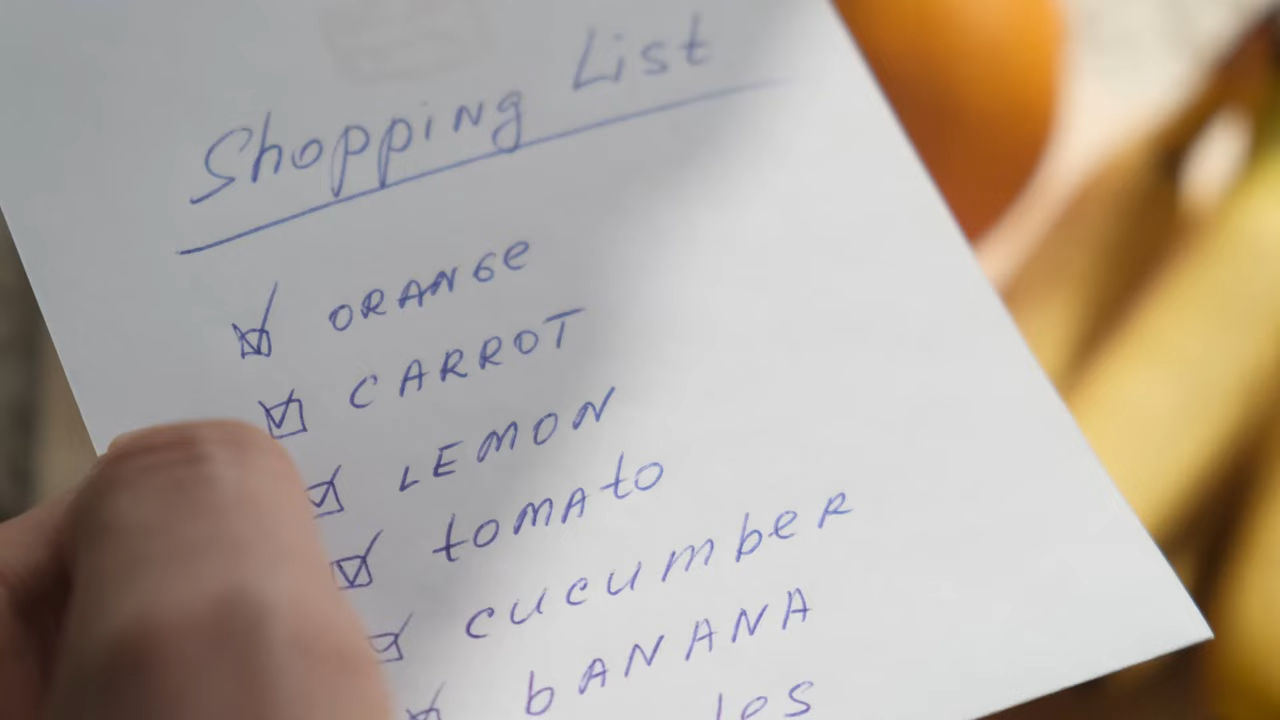 Shopping List
ORANGe
CARROT
LEMON
tomAto
cucumbeR
bANANA